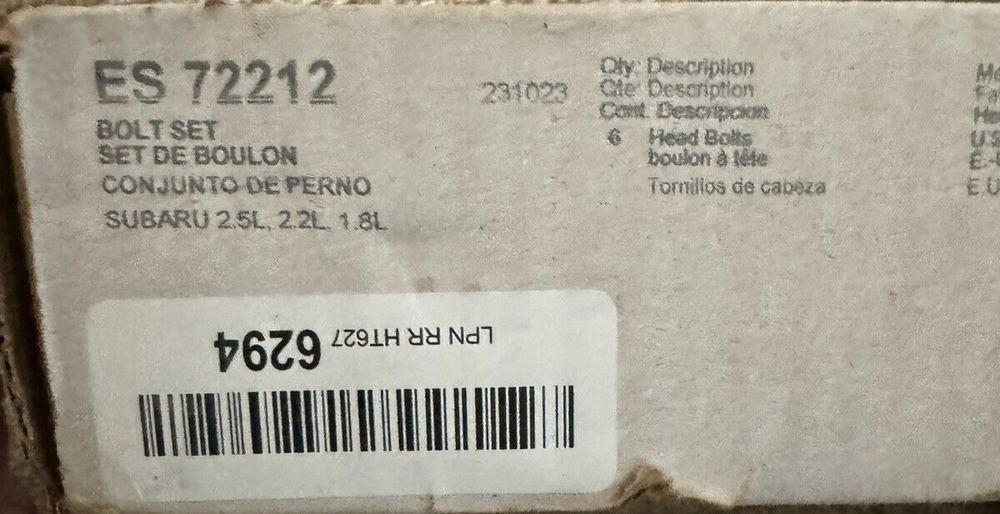 ES 72212
BOLT SET
SET DE BOULON
CONJUNTO DE PERNO
SUBARU 2.5L, 2.2L, 1.8L
231023
Qty Description
Qte Description
Cont. Descripcion
6 Head Bolts
boulon à tête
Tornillos de cabeza
U.S
E.U
LPN RR HT627 6294